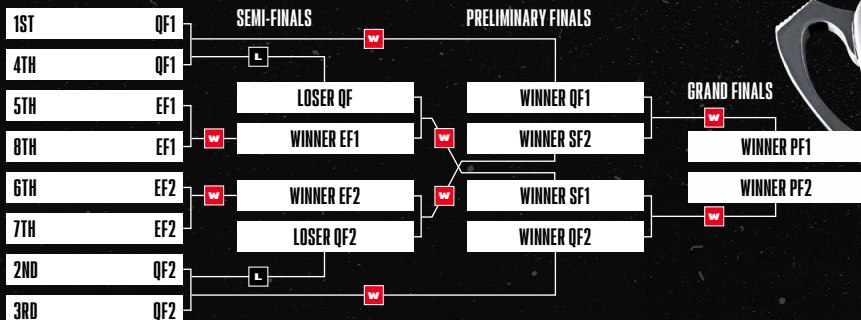 1ST QF1
4TH QF1
5TH EF1
8TH EF1
6TH EF2
7TH EF2
2ND QF2
3RD QF2
SEMI-FINALS
W
L
LOSER QF
WINNER EF1
W
W
WINNER EF2
LOSER QF2
L
W
W
W
PRELIMINARY FINALS
WINNER QF1
WINNER SF2
WINNER SF1
WINNER QF2
GRAND FINALS
W
WINNER PF1
WINNER PF2
W